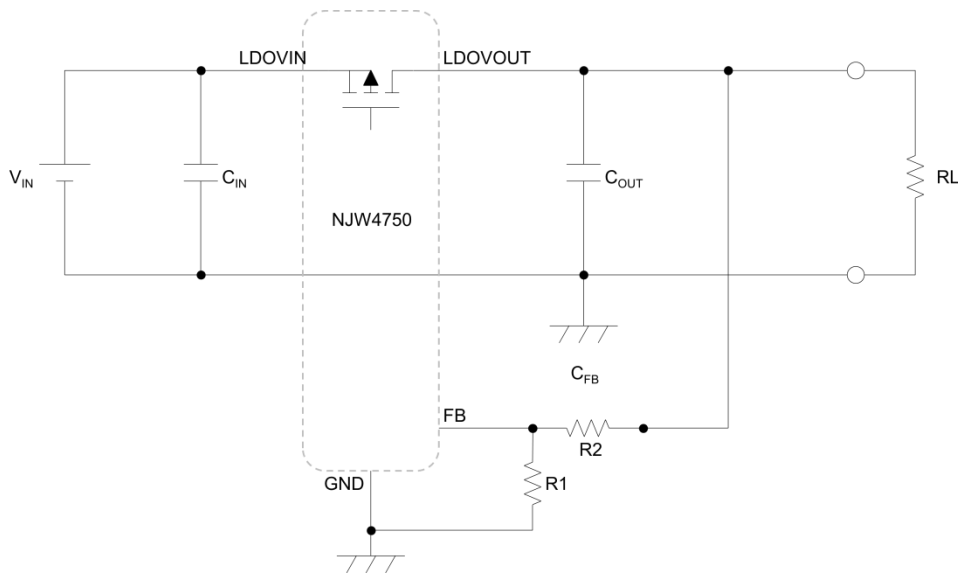 LDOVIN
LDOVOUT
VIN
CIN
COUT
RL
NJW4750
CFB
FB
R2
GND
R1